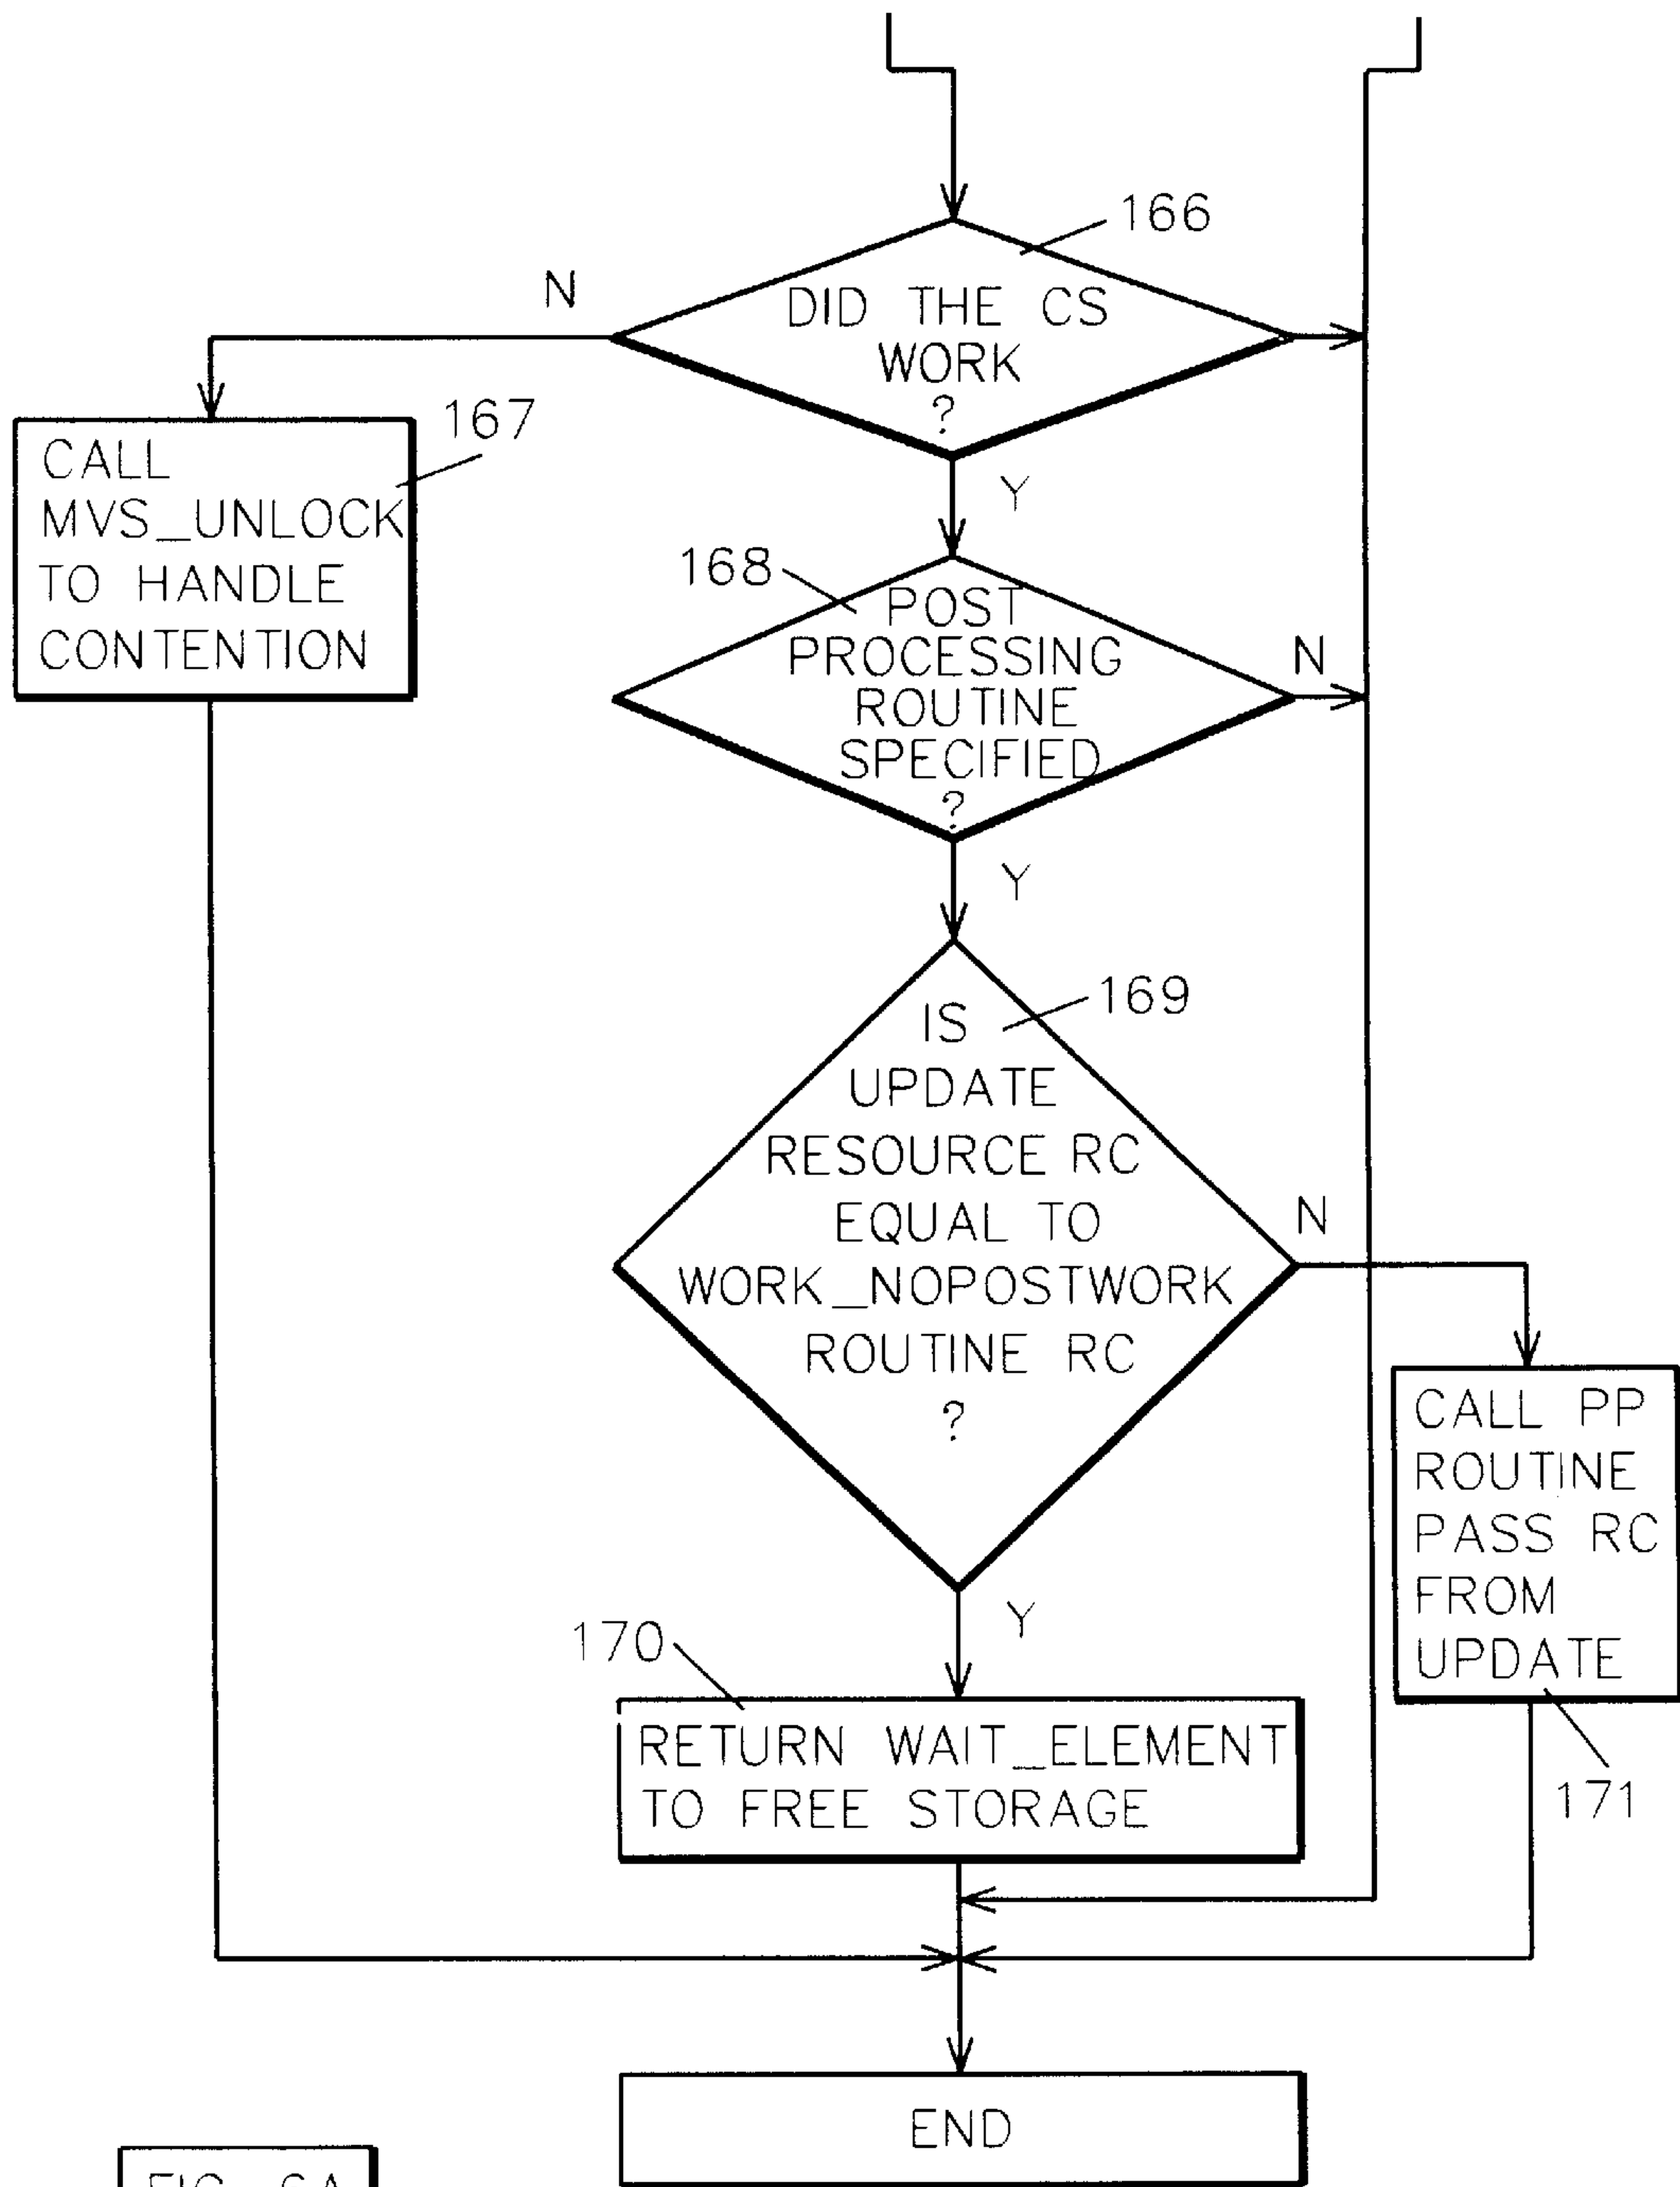 166
N
DID THE CS
WORK
?
167
CALL
MVS_UNLOCK
TO HANDLE
CONTENTION
Y
168
POST
PROCESSING
ROUTINE
SPECIFIED
?
N
Y
169
IS
UPDATE
RESOURCE RC
EQUAL TO
WORK_NOPOSTWORK
ROUTINE RC
?
N
CALL PP
ROUTINE
PASS RC
FROM
UPDATE
171
Y
170
RETURN WAIT_ELEMENT
TO FREE STORAGE
END
FIG. 6A